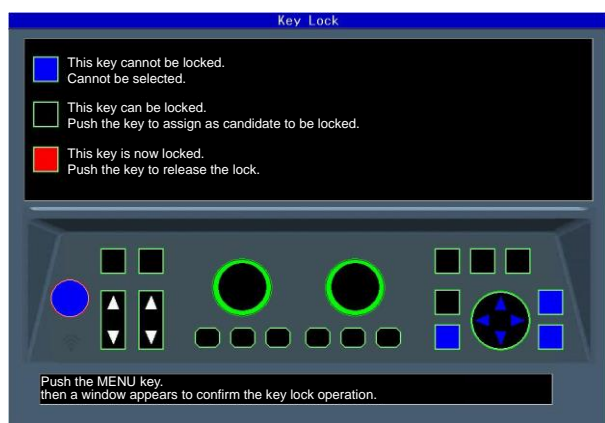 Key Lock
This key cannot be locked.
Cannot be selected.
This key can be locked.
Push the key to assign as candidate to be locked.
This key is now locked.
Push the key to release the lock.
Push the MENU key.
then a window appears to confirm the key lock operation.